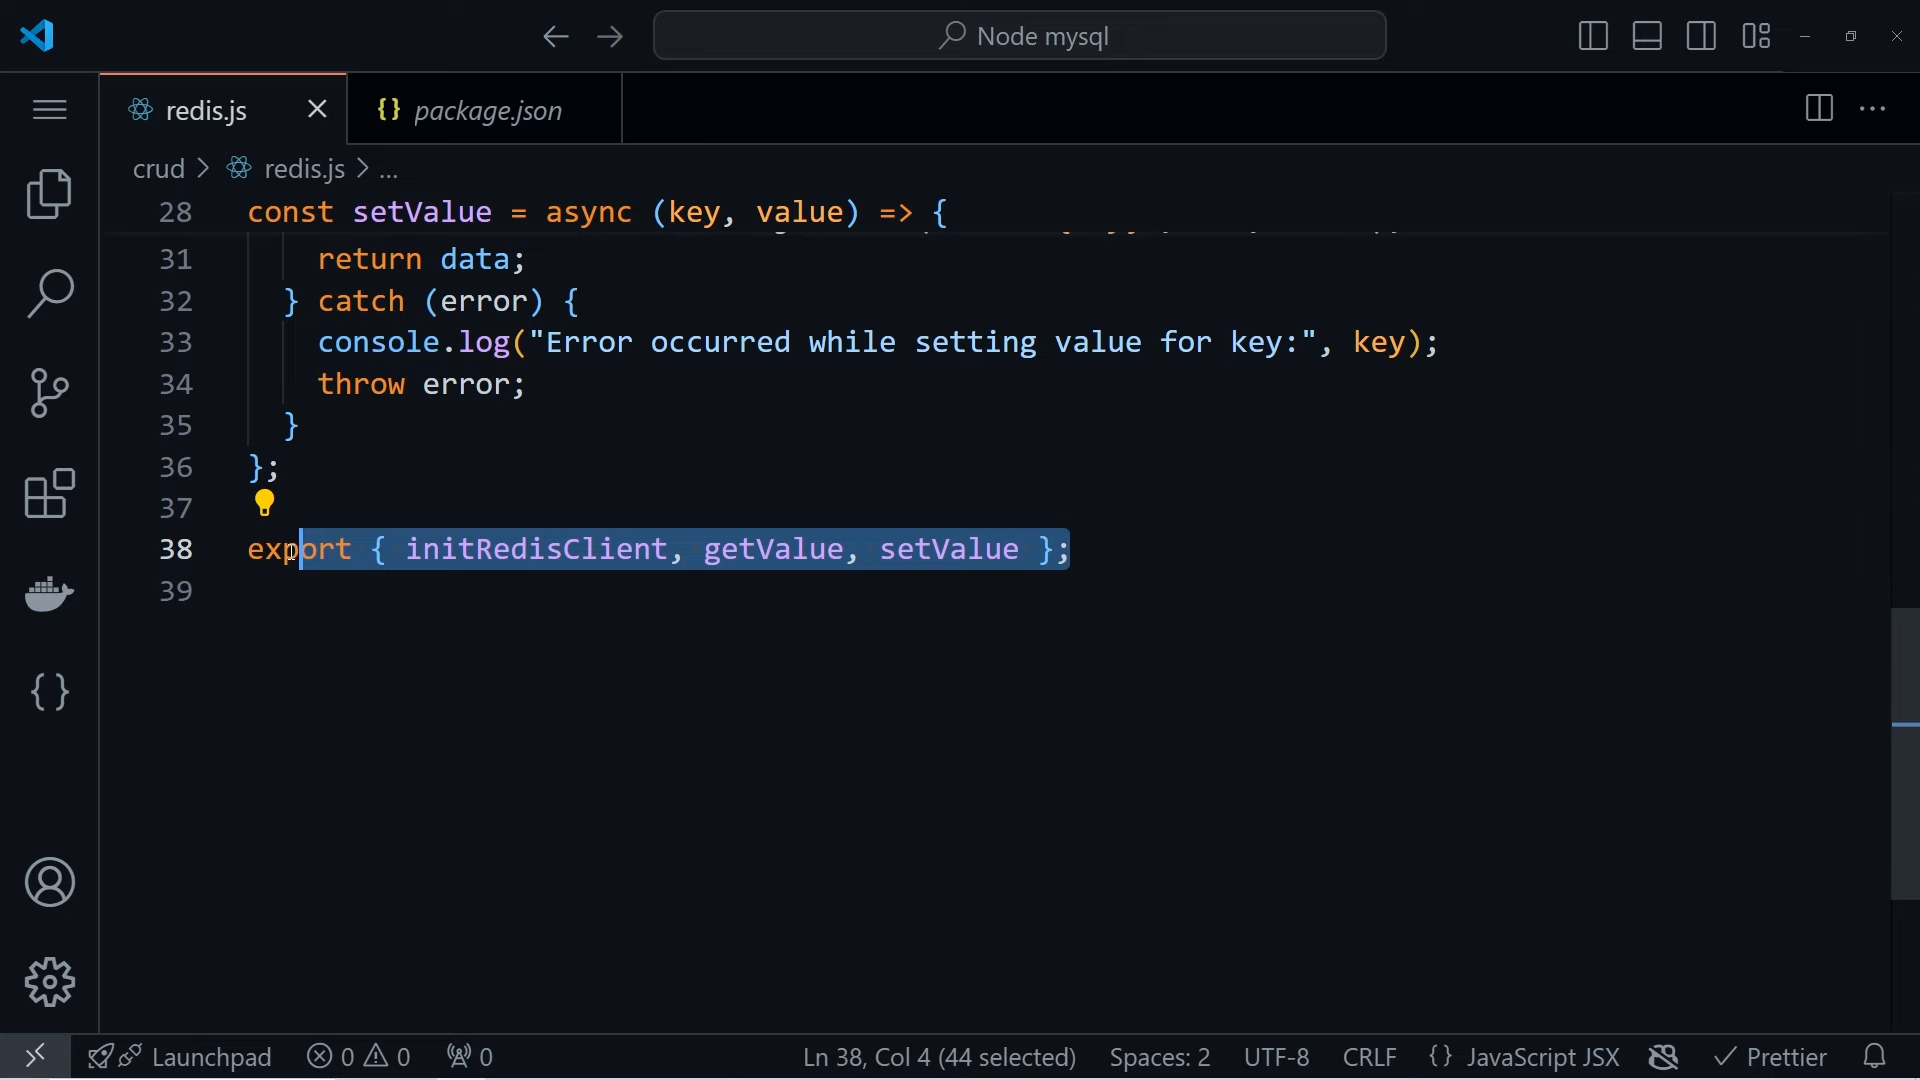 Node mysql
redis.js
{} package.json
crud > redis.js > ...
28 const setValue = async (key, value) => {
31 return data;
32 } catch (error) {
33 console.log("Error occurred while setting value for key:", key);
34 throw error;
35 }
36 };
37
38 export { initRedisClient, getValue, setValue };
39
Launchpad 0 0 0 Ln 38, Col 4 (44 selected) Spaces: 2 UTF-8 CRLF {} JavaScript JSX Prettier